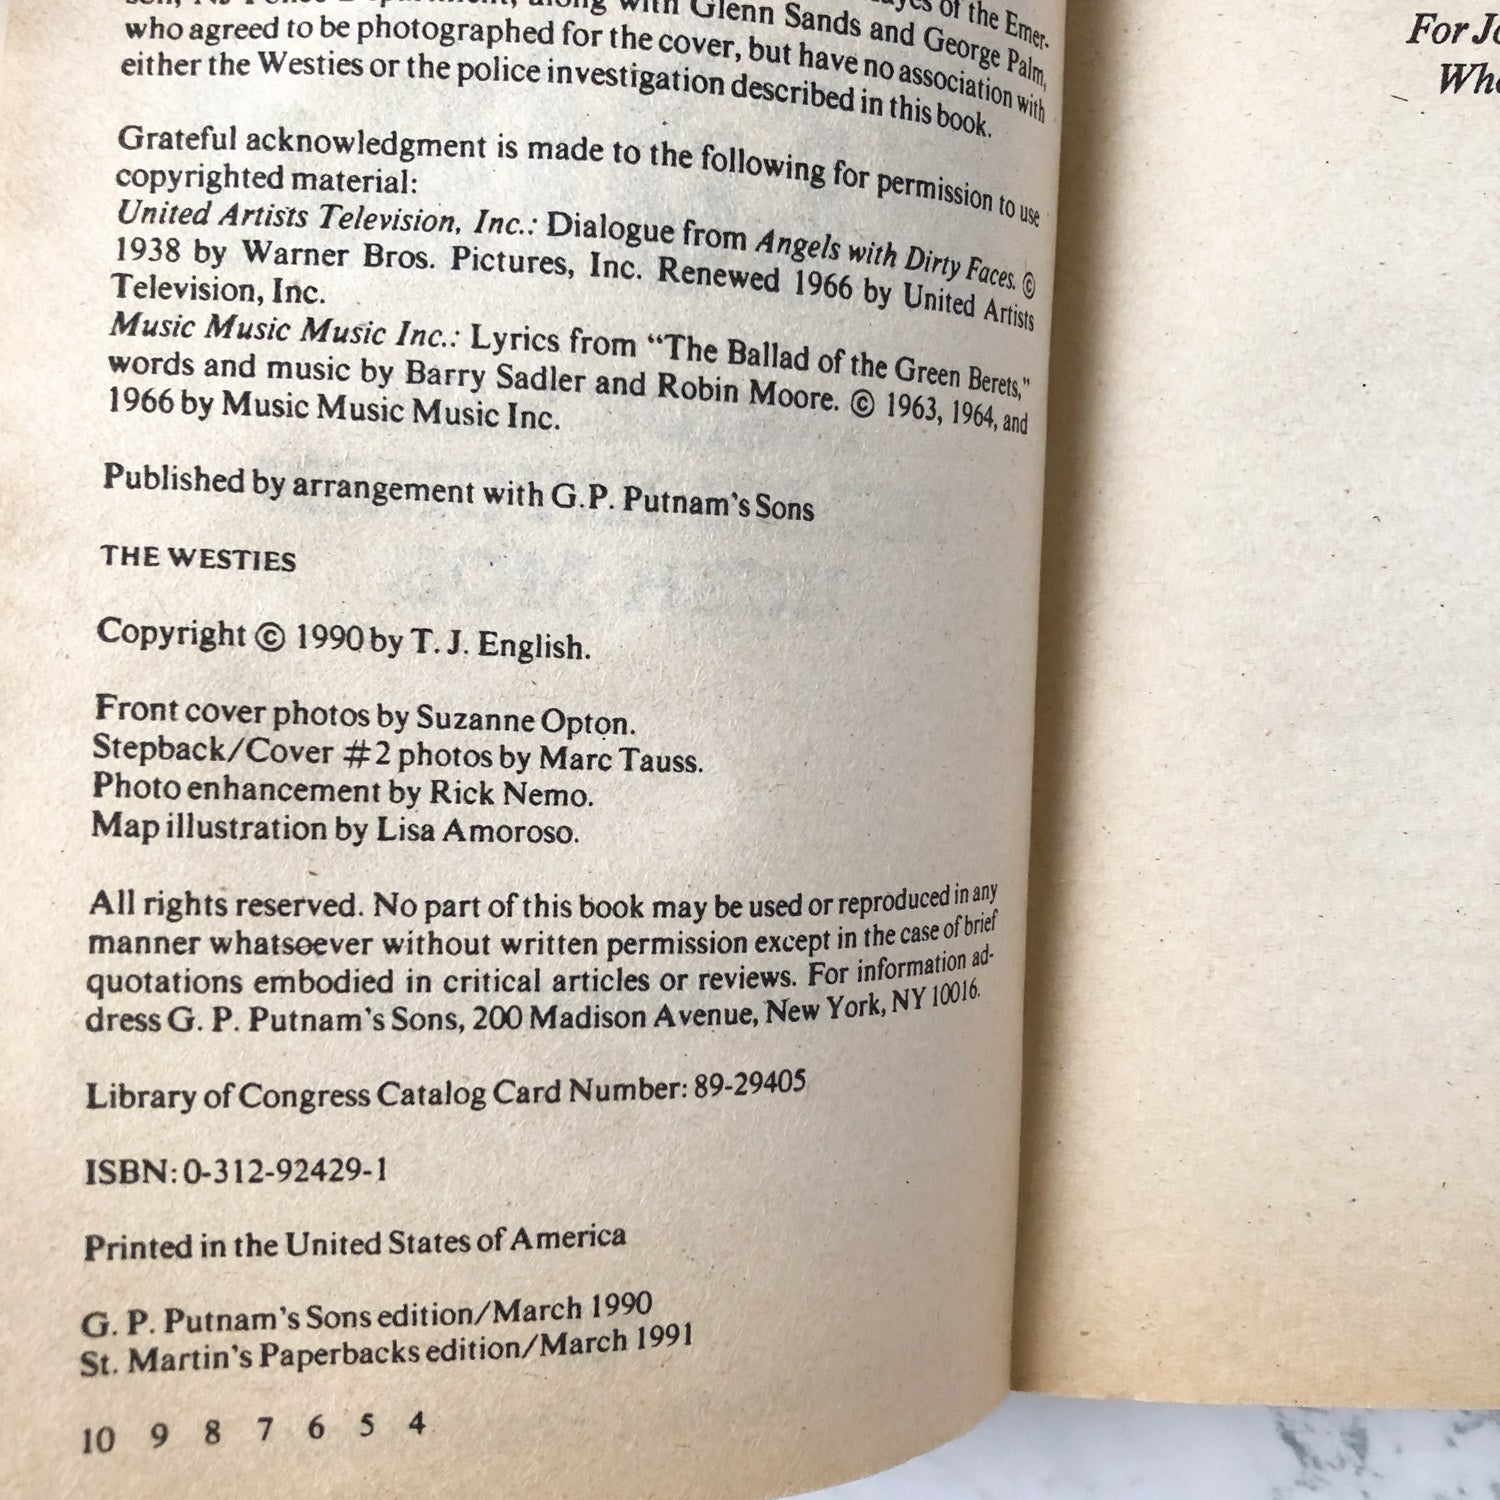 of the Emer-
Department, along with Glenn Sands and George Palm,
who agreed to be photographed for the cover, but have no association with
either the Westies or the police investigation described in this book.
Grateful acknowledgment is made to the following for permission to use
copyrighted material:
United Artists Television, Inc.: Dialogue from Angels with Dirty Faces. ©
1938 by Warner Bros. Pictures, Inc. Renewed 1966 by United Artists
Television, Inc.
Music Music Music Inc.: Lyrics from “The Ballad of the Green Berets,”
words and music by Barry Sadler and Robin Moore. © 1963, 1964, and
1966 by Music Music Music Inc.
Published by arrangement with G.P. Putnam’s Sons
THE WESTIES
Copyright © 1990 by T. J. English.
Front cover photos by Suzanne Opton.
Stepback/Cover #2 photos by Marc Tauss.
Photo enhancement by Rick Nemo.
Map illustration by Lisa Amoroso.
All rights reserved. No part of this book may be used or reproduced in any
manner whatsoever without written permission except in the case of brief
quotations embodied in critical articles or reviews. For information ad-
dress G. P. Putnam’s Sons, 200 Madison Avenue, New York, NY 10016.
Library of Congress Catalog Card Number: 89-29405
ISBN: 0-312-92429-1
Printed in the United States of America
G. P. Putnam’s Sons edition/March 1990
St. Martin’s Paperbacks edition/March 1991
10 9 8 7 6 5 4
For